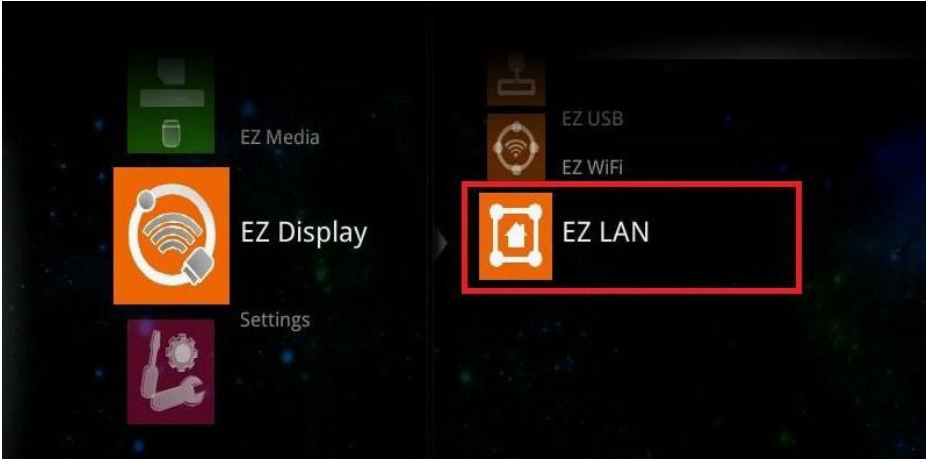 EZ Media
EZ Display
Settings
EZ USB
EZ WiFi
EZ LAN